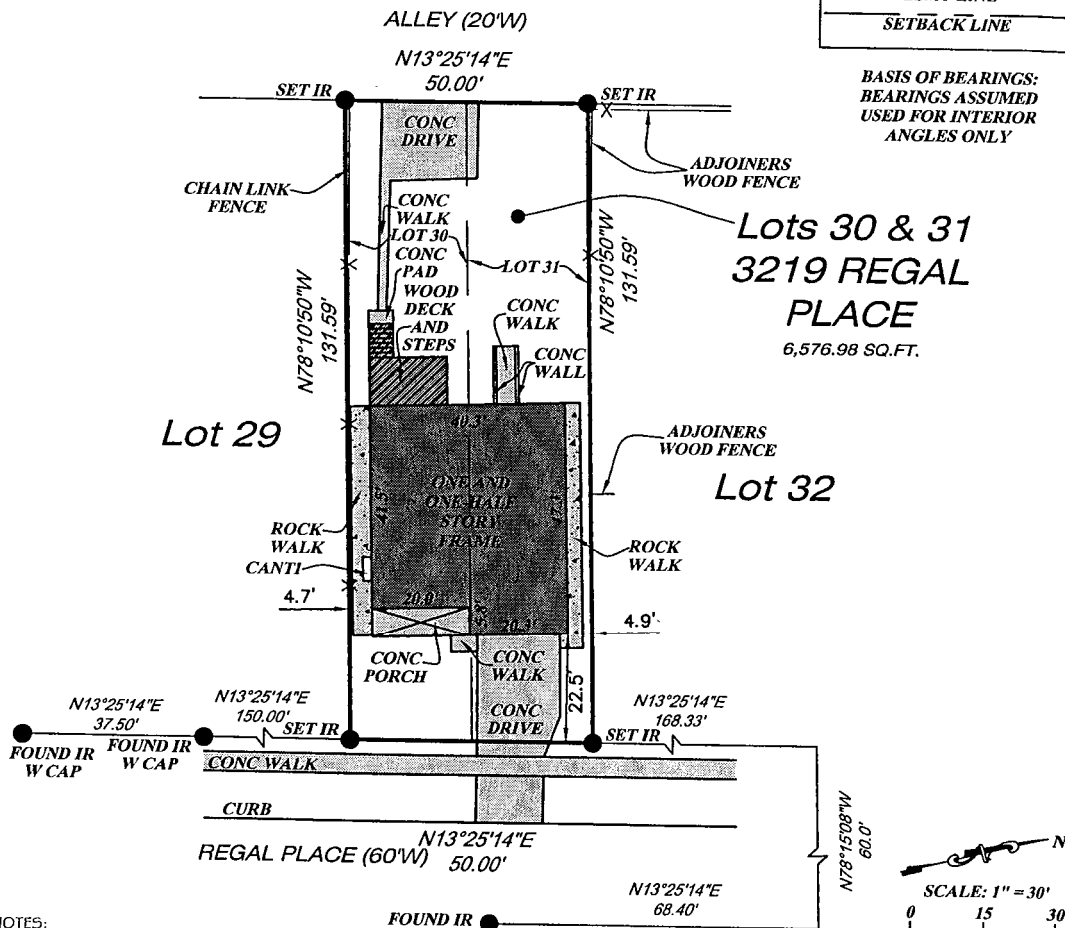 ALLEY (20'W)
SETBACK LINE
N13°25'14"E
50.00'
SET IR
SET IR
BASIS OF BEARINGS:
BEARINGS ASSUMED
USED FOR INTERIOR
ANGLES ONLY
CONC
DRIVE
ADJOINERS
WOOD FENCE
CHAIN LINK
FENCE
CONC
WALK
LOT 30
CONC
PAD
WOOD
DECK
AND
STEPS
LOT 31
CONC
WALK
CONC
WALL
N78°10'50"W
131.59'
N78°10'50"W
131.59'
Lots 30 & 31
3219 REGAL
PLACE
6,576.98 SQ.FT.
Lot 29
40.3'
ADJOINERS
WOOD FENCE
Lot 32
ONE AND
ONE-HALF
STORY
FRAME
41.5'
47.3'
ROCK
WALK
ROCK
WALK
CANTI
4.7'
20.0'
5.8'
20.3'
4.9'
CONC
PORCH
CONC
WALK
CONC
DRIVE
22.5'
N13°25'14"E
37.50'
N13°25'14"E
150.00'
SET IR
SET IR
N13°25'14"E
168.33'
FOUND IR
W CAP
FOUND IR
W CAP
CONC WALK
CURB
N13°25'14"E
50.00'
REGAL PLACE (60'W)
N78°15'08"W
60.0'
N
SCALE: 1" = 30'
0 15 30
N13°25'14"E
68.40'
FOUND IR
NOTES: